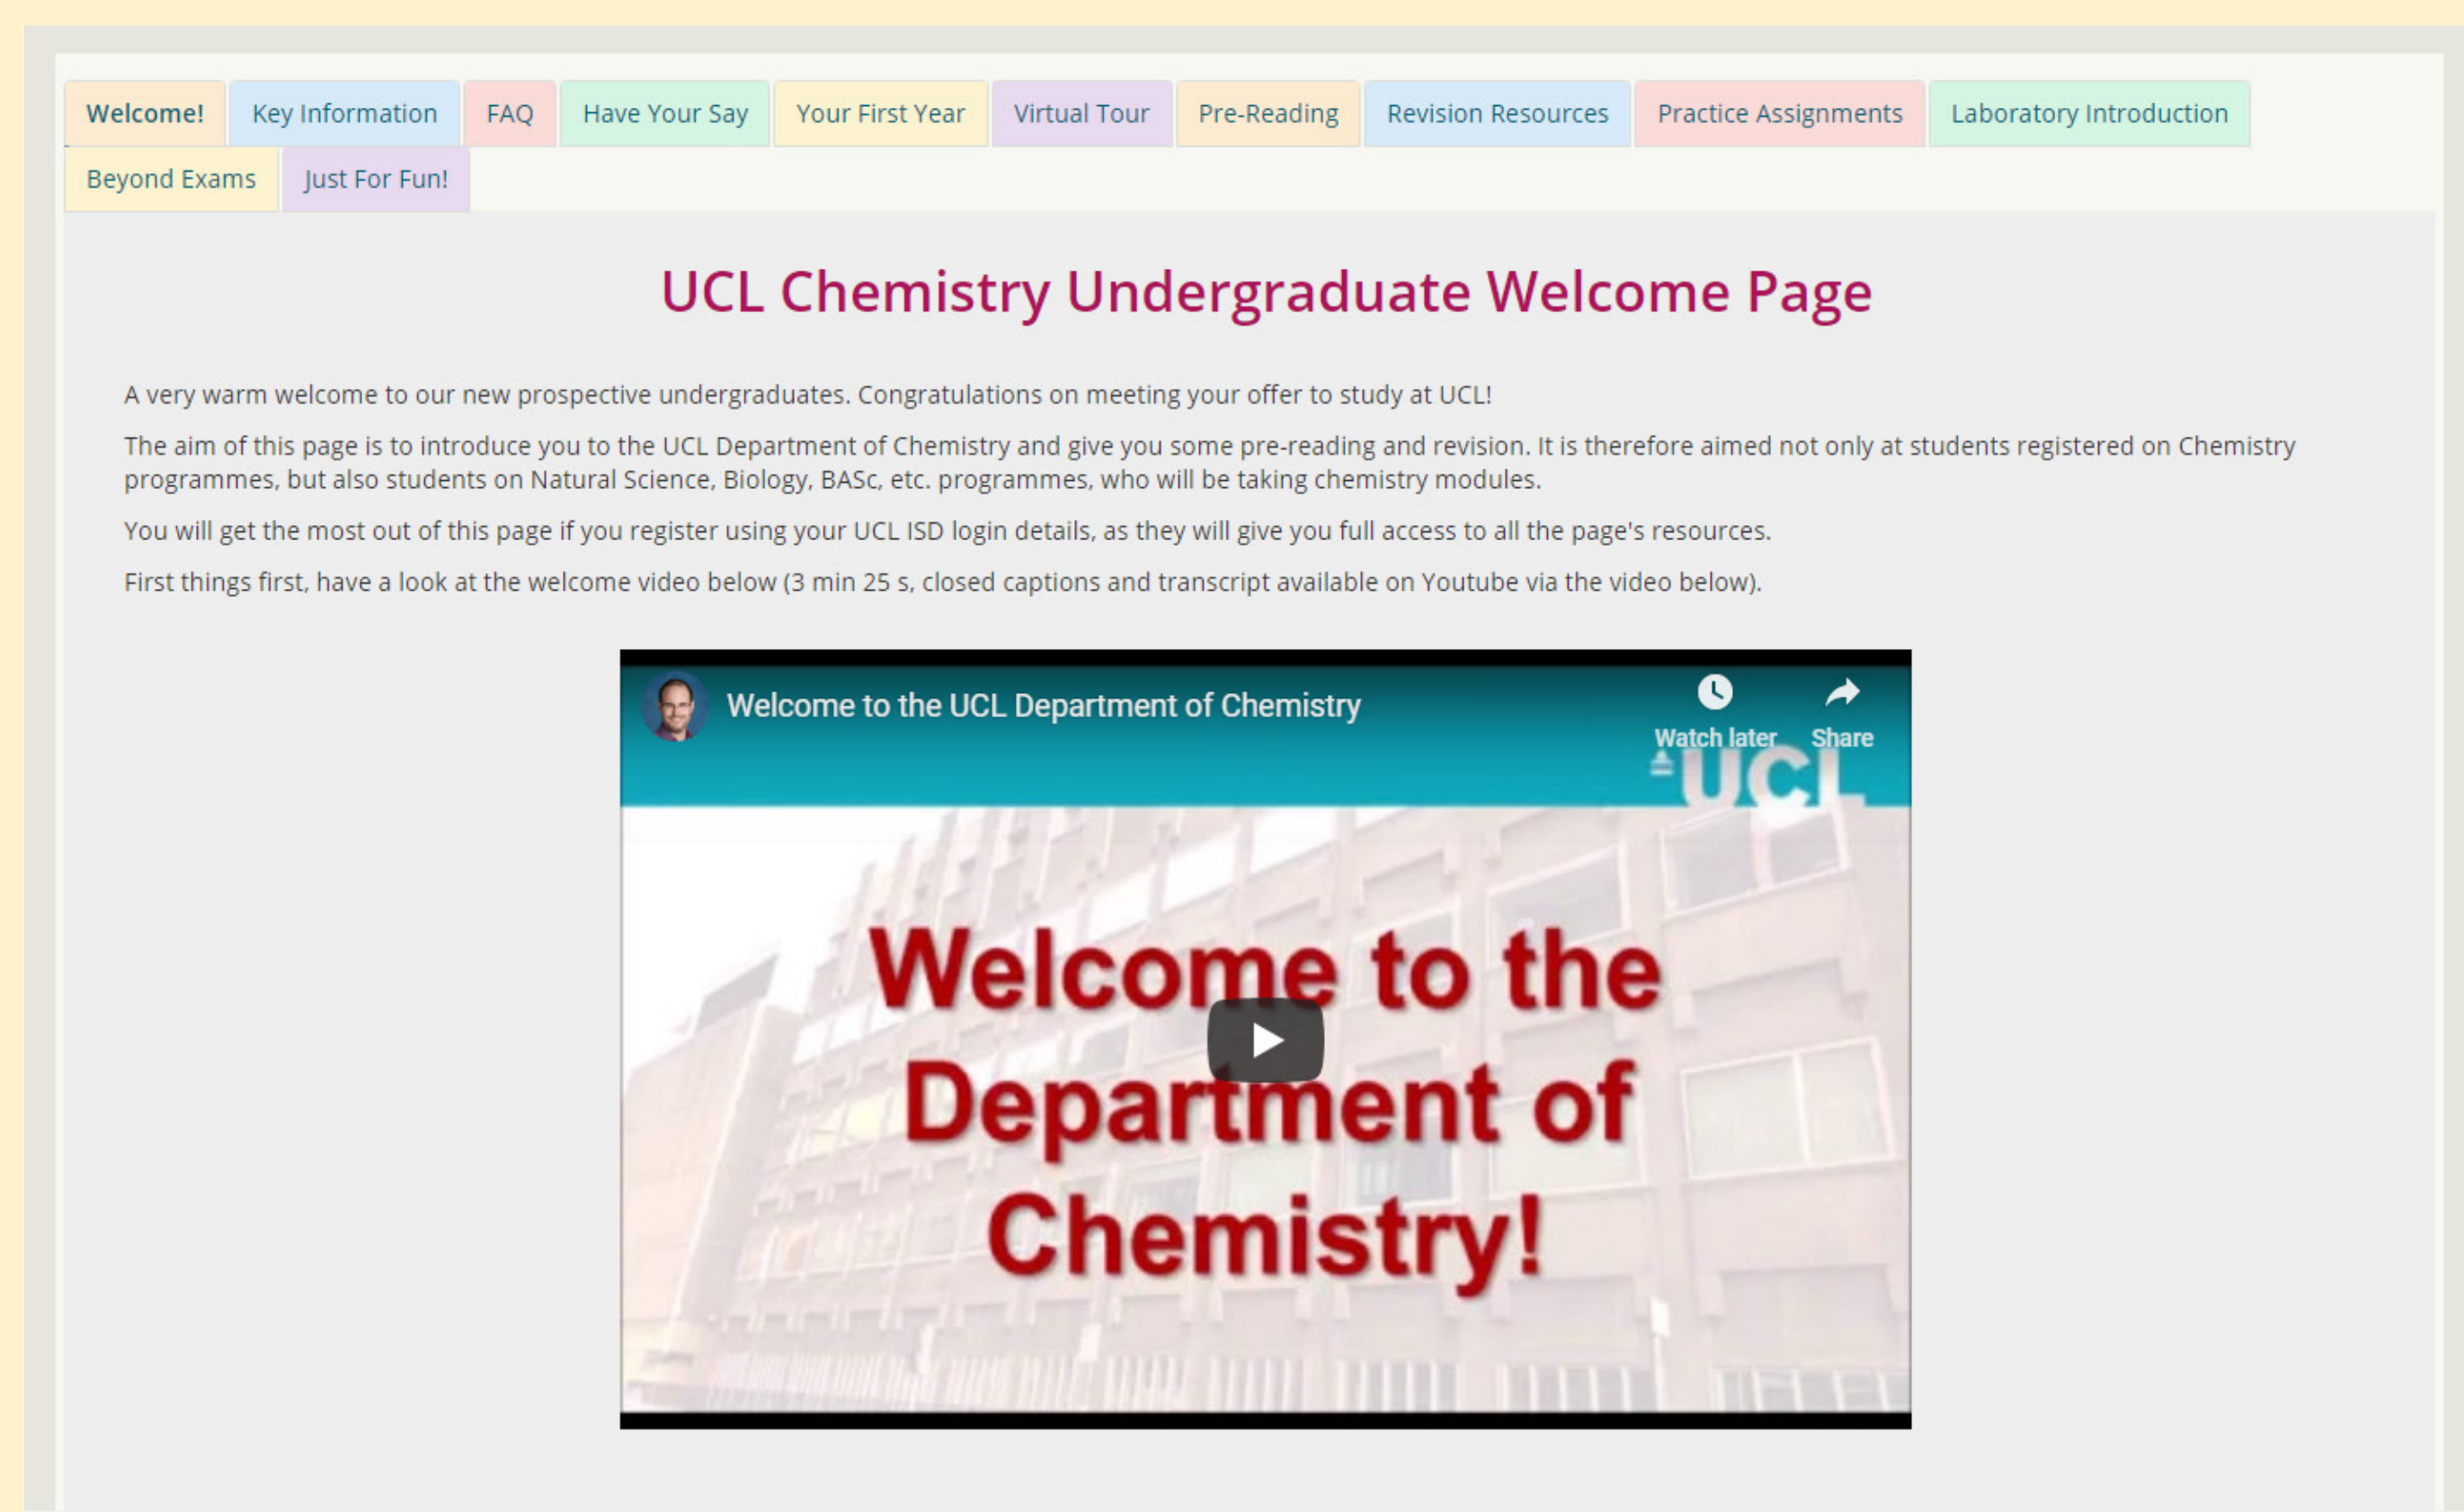 Welcome! Key Information FAQ Have Your Say Your First Year Virtual Tour Pre-Reading Revision Resources Practice Assignments Laboratory Introduction
Beyond Exams Just For Fun!
UCL Chemistry Undergraduate Welcome Page
A very warm welcome to our new prospective undergraduates. Congratulations on meeting your offer to study at UCL!
The aim of this page is to introduce you to the UCL Department of Chemistry and give you some pre-reading and revision. It is therefore aimed not only at students registered on Chemistry
programmes, but also students on Natural Science, Biology, BASc, etc. programmes, who will be taking chemistry modules.
You will get the most out of this page if you register using your UCL ISD login details, as they will give you full access to all the page's resources.
First things first, have a look at the welcome video below (3 min 25 s, closed captions and transcript available on Youtube via the video below).
Welcome to the UCL Department of Chemistry
Watch later Share
UCL
Welcome to the
Department of
Chemistry!